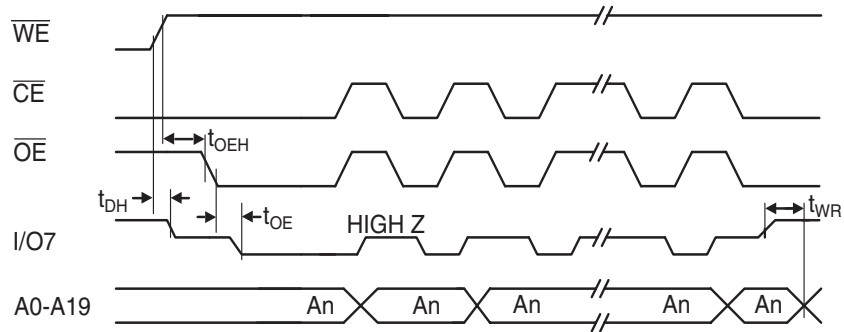 WE
CE
tOEH
OE
tDH
tOE
HIGH Z
tWR
I/O7
A0-A19 An An An An An